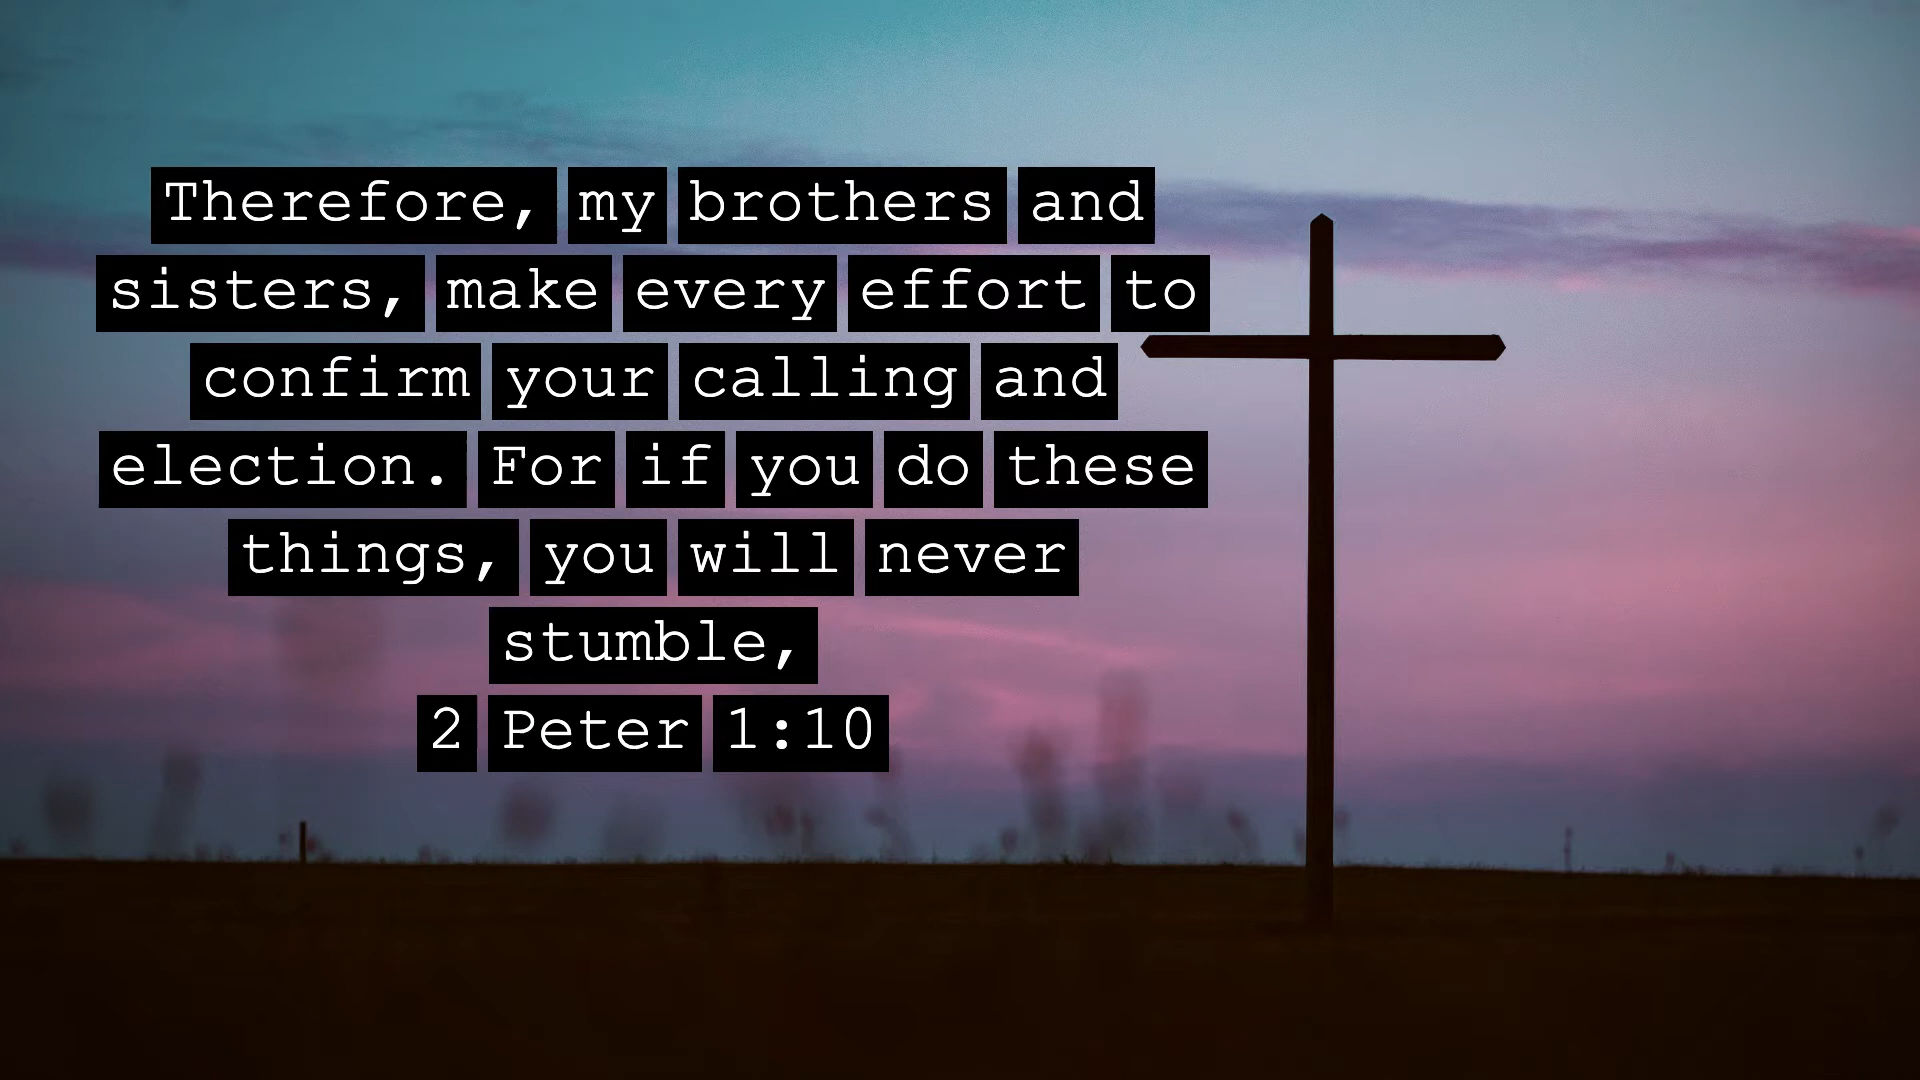 Therefore, my brothers and
sisters, make every effort to
confirm your calling and
election. For if you do these
things, you will never
stumble,
2 Peter 1:10